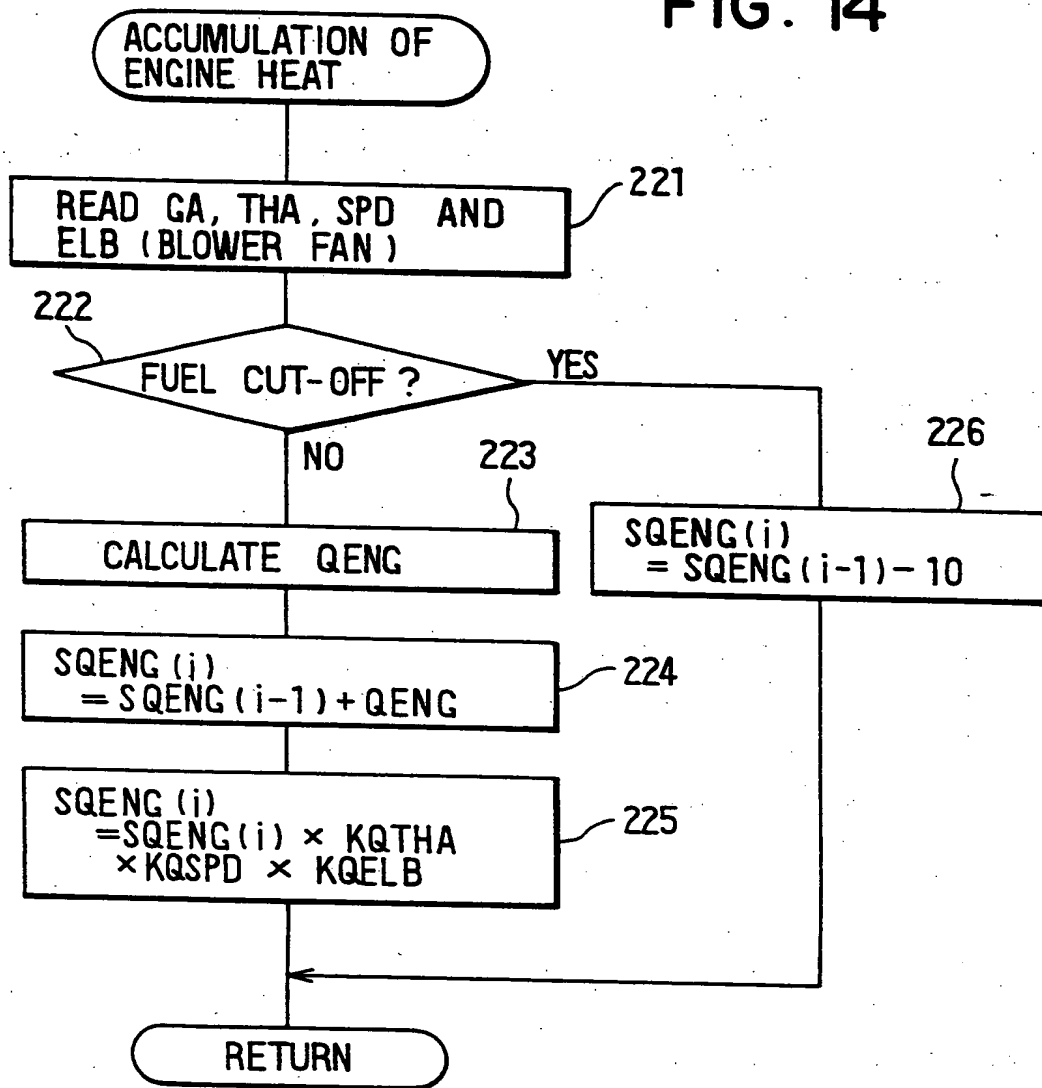 FIG. 14
ACCUMULATION OF
ENGINE HEAT
221
READ GA, THA, SPD AND
ELB (BLOWER FAN)
222
FUEL CUT-OFF?
YES
NO
223
226
CALCULATE QENG
SQENG(i)
= SQENG(i-1)-10
SQENG(i)
= SQENG(i-1)+QENG
224
SQENG(i)
=SQENG(i) × KQTHA
×KQSPD × KQELB
225
RETURN